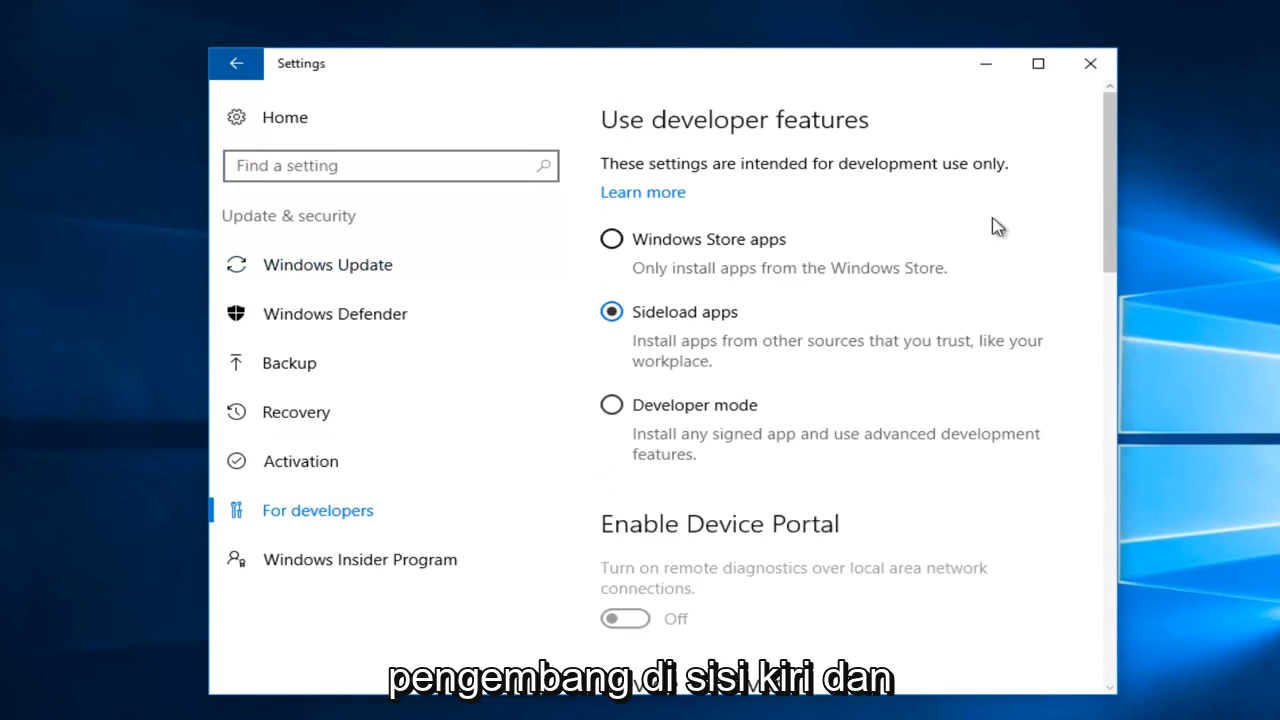 Settings
Home
Find a setting
Update & security
Windows Update
Windows Defender
Backup
Recovery
Activation
For developers
Windows Insider Program
Use developer features
These settings are intended for development use only.
Learn more
Windows Store apps
Only install apps from the Windows Store.
Sideload apps
Install apps from other sources that you trust, like your
workplace.
Developer mode
Install any signed app and use advanced development
features.
Enable Device Portal
Turn on remote diagnostics over local area network
connections.
Off
pengembang di sisi kiri dan